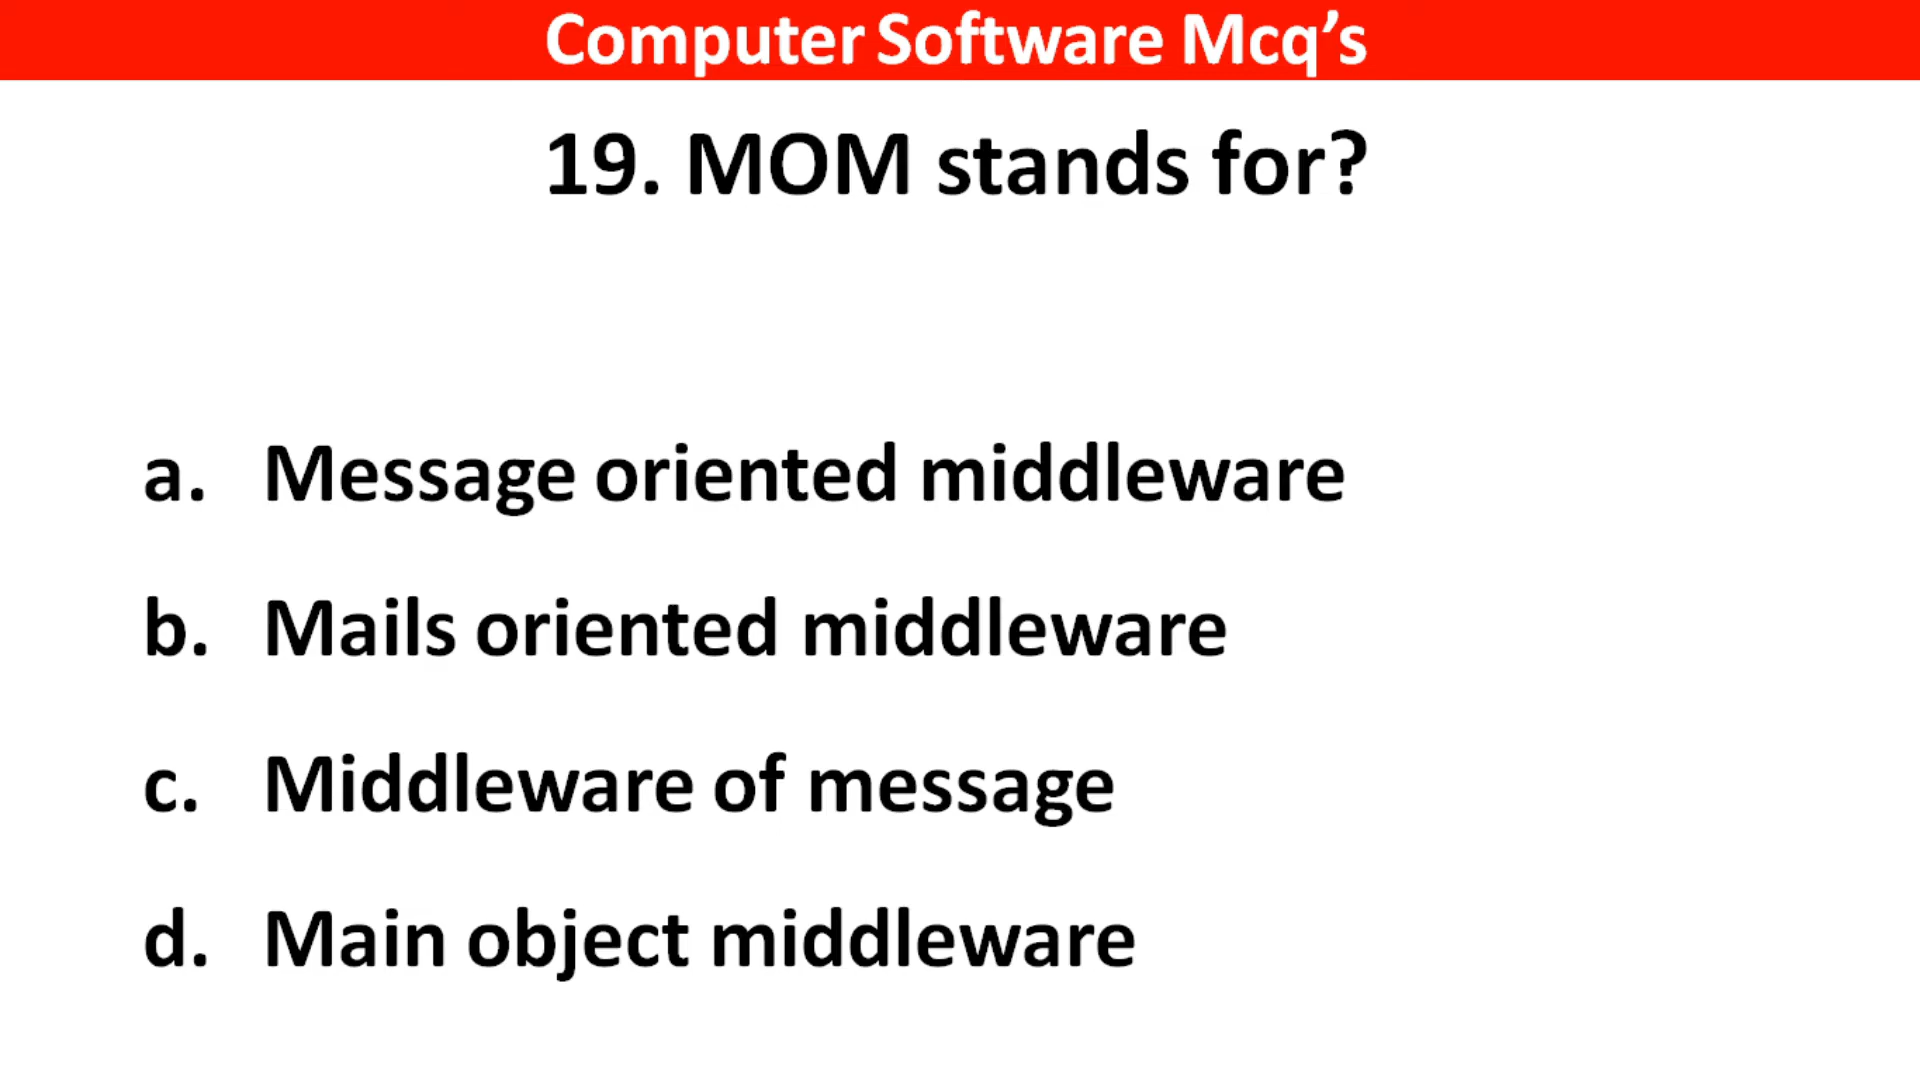 Computer Software Mcq’s
19. MOM stands for?
a. Message oriented middleware
b. Mails oriented middleware
c. Middleware of message
d. Main object middleware